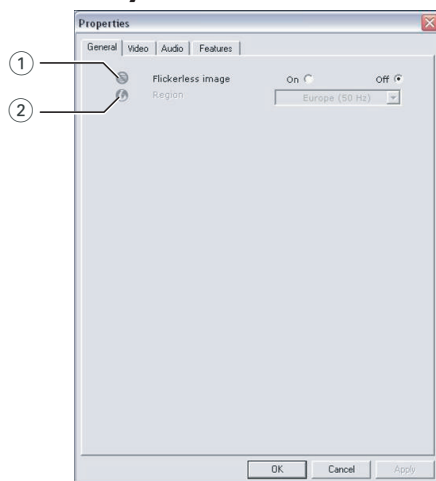 Properties
General Video Audio Features
1 Flickerless image On Off
2 Region Europe (50 Hz)
OK Cancel Apply